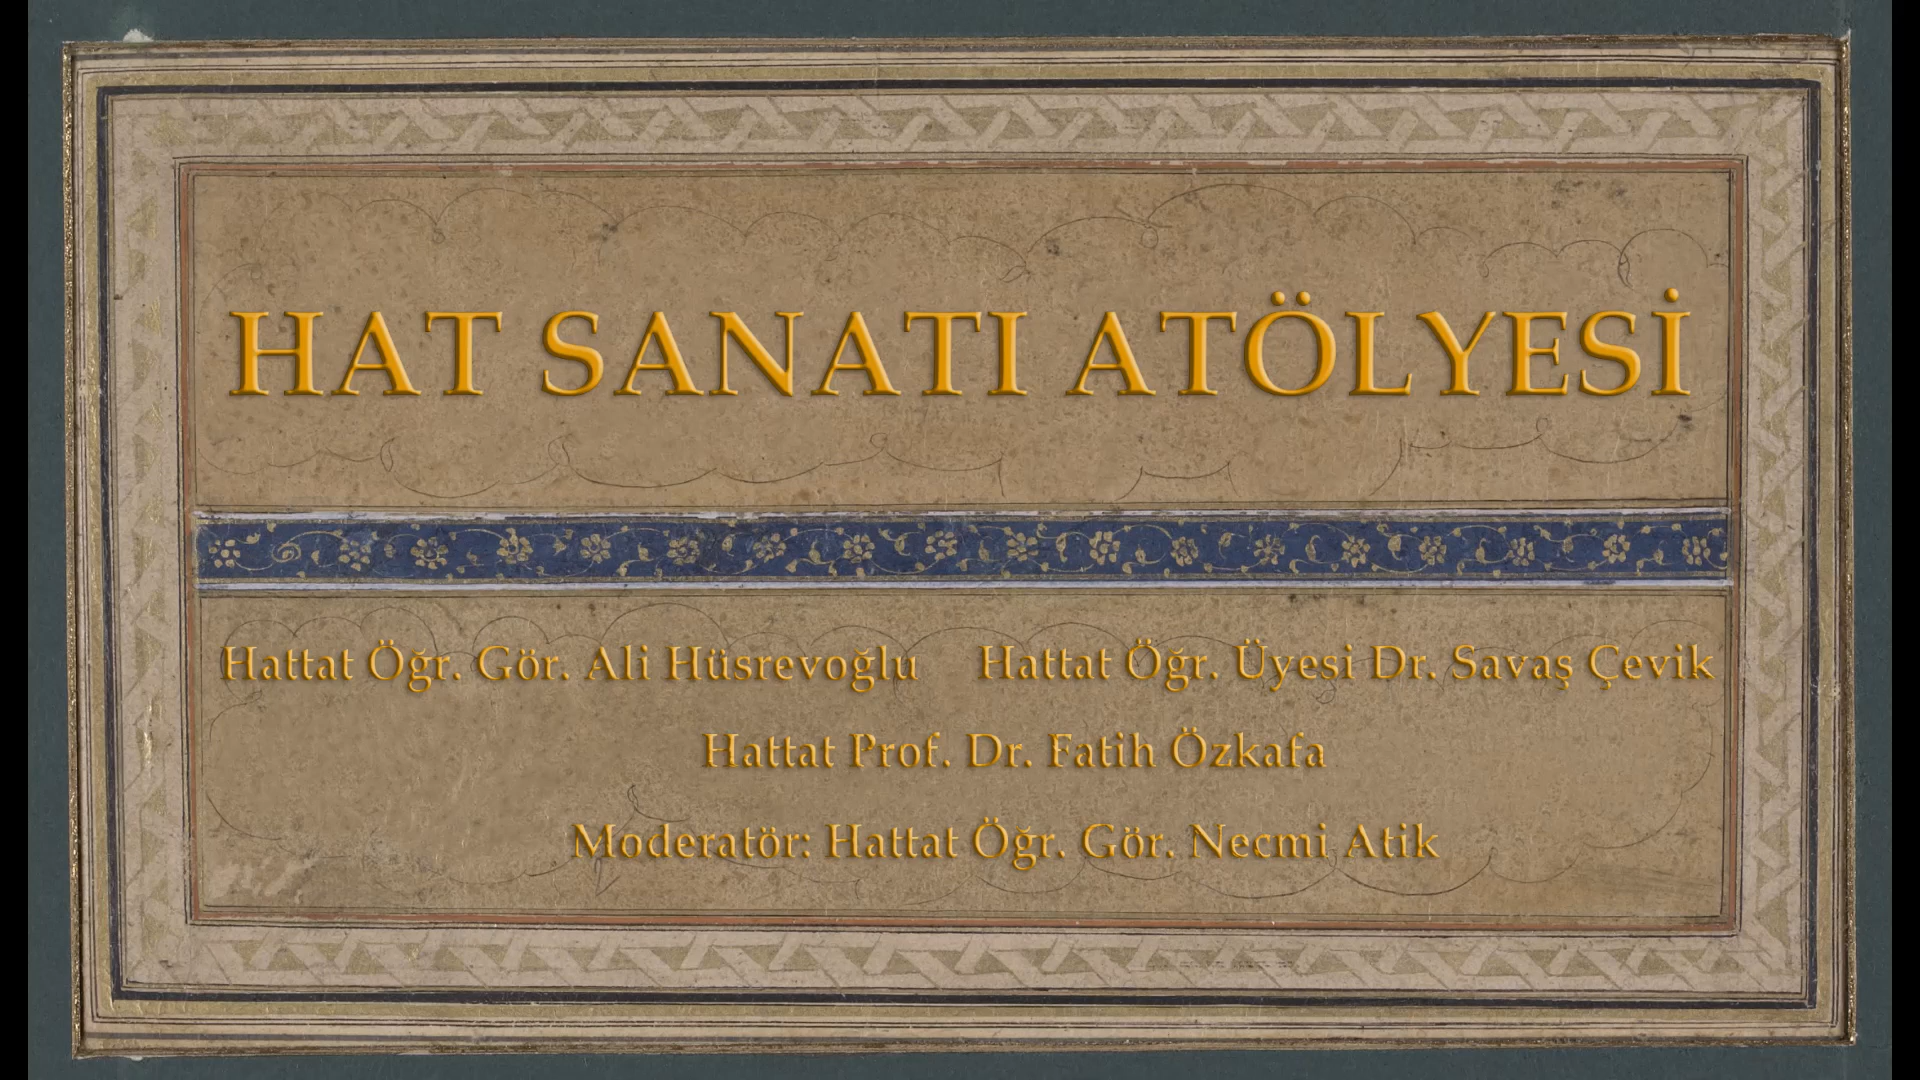 HAT SANATI ATÖLYESİ
Hattat Öğr. Gör. Ali Hüsrevoğlu Hattat Öğr. Üyesi Dr. Savaş Çevik
Hattat Prof. Dr. Fatih Özkafa
Moderatör: Hattat Öğr. Gör. Necmi Atik